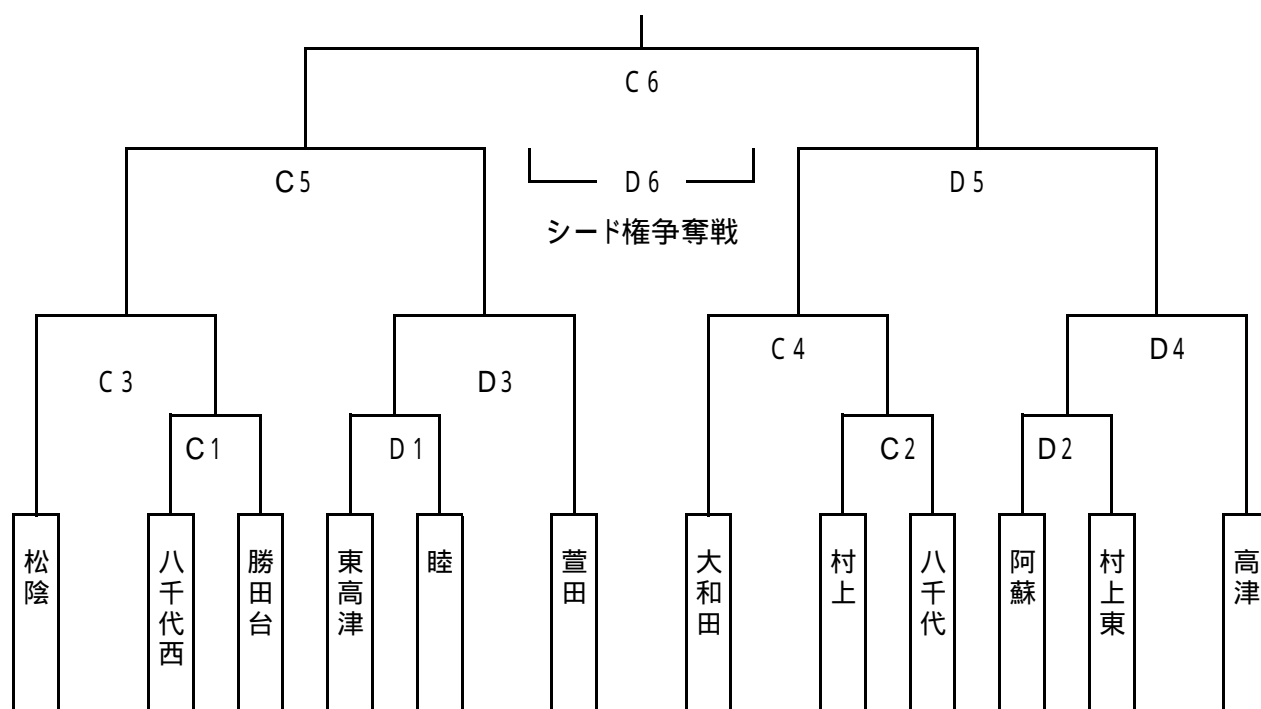 C6
C5
D6
D5
シード権争奪戦
C4
D4
C3
D3
C1
D1
C2
D2
松陰
八千代西
勝田台
東高津
睦
萱田
大和田
村上
八千代
阿蘇
村上東
高津